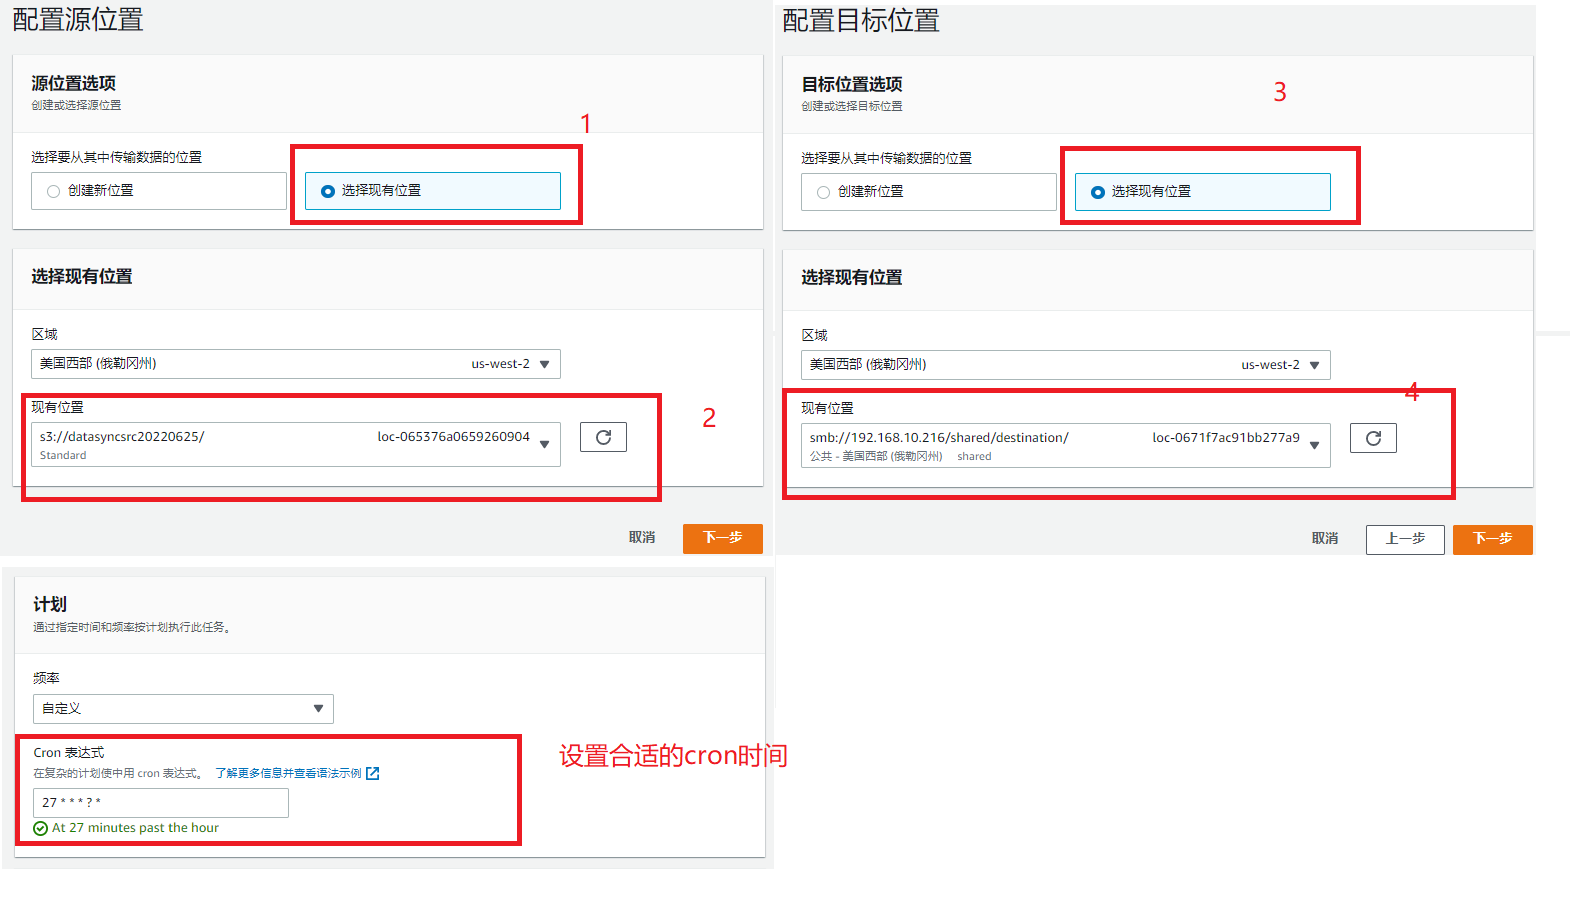 配置源位置
源位置选项
创建或选择源位置
1
选择要从其中传输数据的位置
创建新位置
选择现有位置
选择现有位置
区域
美国西部 (俄勒冈州) us-west-2
现有位置
s3://datasyncsrc20220625/ loc-065376a0659260904
Standard
2
取消 下一步
配置目标位置
目标位置选项
创建或选择目标位置
3
选择要从其中传输数据的位置
创建新位置
选择现有位置
选择现有位置
区域
美国西部 (俄勒冈州) us-west-2
4
现有位置
smb://192.168.10.216/shared/destination/ loc-0671f7ac91bb277a9
公共 - 美国西部 (俄勒冈州) shared
取消 上一步 下一步
计划
通过指定时间和频率按计划执行此任务。
频率
自定义
Cron 表达式
在复杂的计划使中用 cron 表达式。 了解更多信息并查看语法示例
27 * * * ? *
At 27 minutes past the hour
设置合适的cron时间